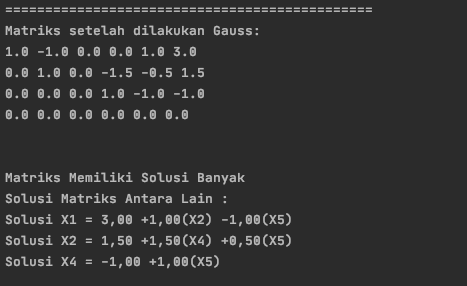 ==============================================
Matriks setelah dilakukan Gauss:
1.0 -1.0 0.0 0.0 1.0 3.0
0.0 1.0 0.0 -1.5 -0.5 1.5
0.0 0.0 0.0 1.0 -1.0 -1.0
0.0 0.0 0.0 0.0 0.0 0.0
Matriks Memiliki Solusi Banyak
Solusi Matriks Antara Lain :
Solusi X1 = 3,00 +1,00(X2) -1,00(X5)
Solusi X2 = 1,50 +1,50(X4) +0,50(X5)
Solusi X4 = -1,00 +1,00(X5)